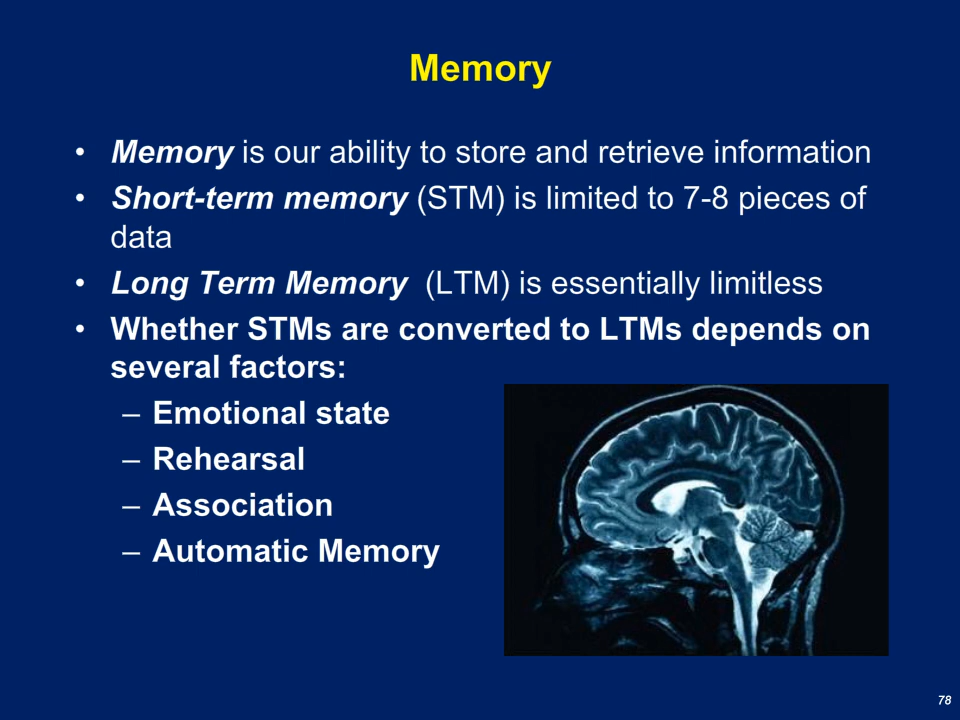 Memory
• Memory is our ability to store and retrieve information
• Short-term memory (STM) is limited to 7-8 pieces of
data
• Long Term Memory (LTM) is essentially limitless
• Whether STMs are converted to LTMs depends on
several factors:
– Emotional state
– Rehearsal
– Association
– Automatic Memory
78